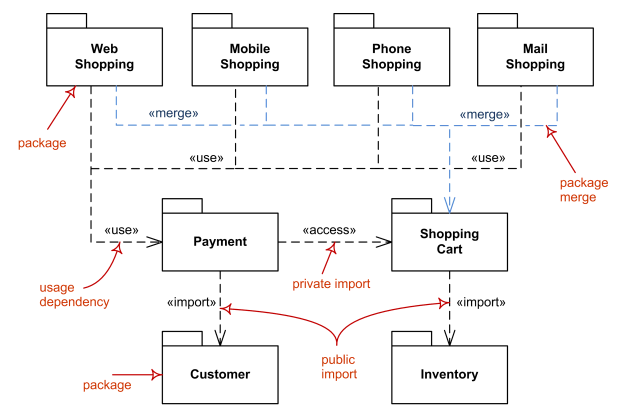 Web
Shopping
Mobile
Shopping
Phone
Shopping
Mail
Shopping
«merge»
«merge»
package
«use»
«use»
package
merge
«use»
Payment
«access»
Shopping
Cart
usage
dependency
private import
«import»
«import»
public
import
package
Customer
Inventory